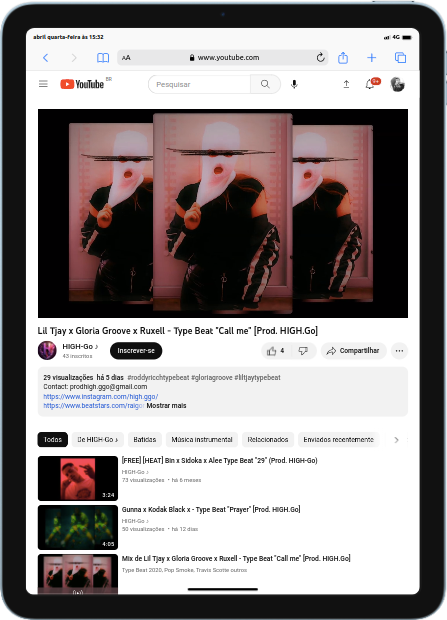 abril quarta-feira ás 15:32
4G
AA
www.youtube.com
YouTube BR
Pesquisar
9+
Lil Tjay x Gloria Groove x Ruxell - Type Beat "Call me" [Prod. HIGH.Go]
HIGH-Go ♪
43 inscritos
Inscrever-se
4
Compartilhar
29 visualizações há 5 dias #roddyricchtypebeat #gloriagroove #liltjaytypebeat
Contact: prodhigh.ggo@gmail.com
https://www.instagram.com/high.ggo/
https://www.beatstars.com/raigo Mostrar mais
Todos
De HIGH-Go ♪
Batidas
Música instrumental
Relacionados
Enviados recentemente
[FREE] [HEAT] Bin x Sidoka x Alee Type Beat "29" (Prod. HIGH-Go)
HIGH-Go ♪
73 visualizações • há 6 meses
3:24
Gunna x Kodak Black x - Type Beat "Prayer" [Prod. HIGH.Go]
HIGH-Go ♪
50 visualizações • há 12 dias
4:05
Mix de Lil Tjay x Gloria Groove x Ruxell - Type Beat "Call me" [Prod. HIGH.Go]
Type Beat 2020, Pop Smoke, Travis Scotte outros